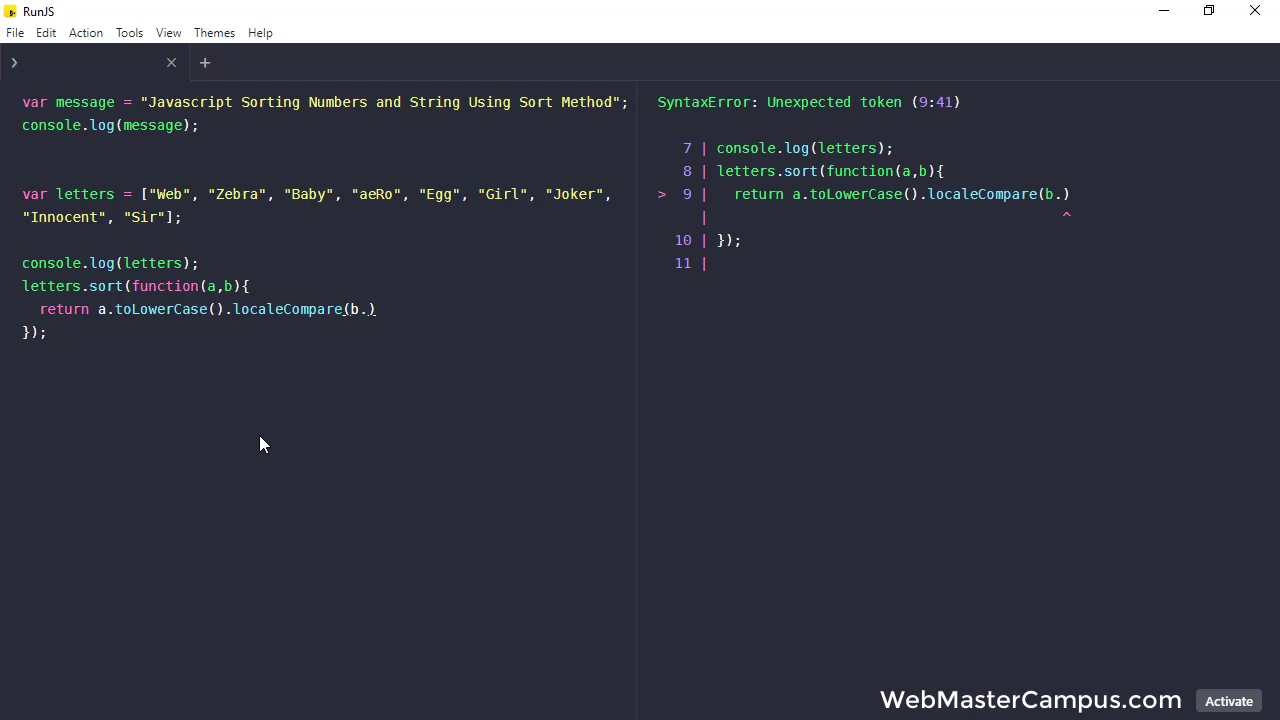 RunJS
File Edit Action Tools View Themes Help
var message = "Javascript Sorting Numbers and String Using Sort Method";
console.log(message);
var letters = ["Web", "Zebra", "Baby", "aeRo", "Egg", "Girl", "Joker",
"Innocent", "Sir"];
console.log(letters);
letters.sort(function(a,b){
return a.toLowerCase().localeCompare(b.)
});
SyntaxError: Unexpected token (9:41)
7 | console.log(letters);
8 | letters.sort(function(a,b){
> 9 | return a.toLowerCase().localeCompare(b.)
| ^
10 | });
11 |
WebMasterCampus.com
Activate